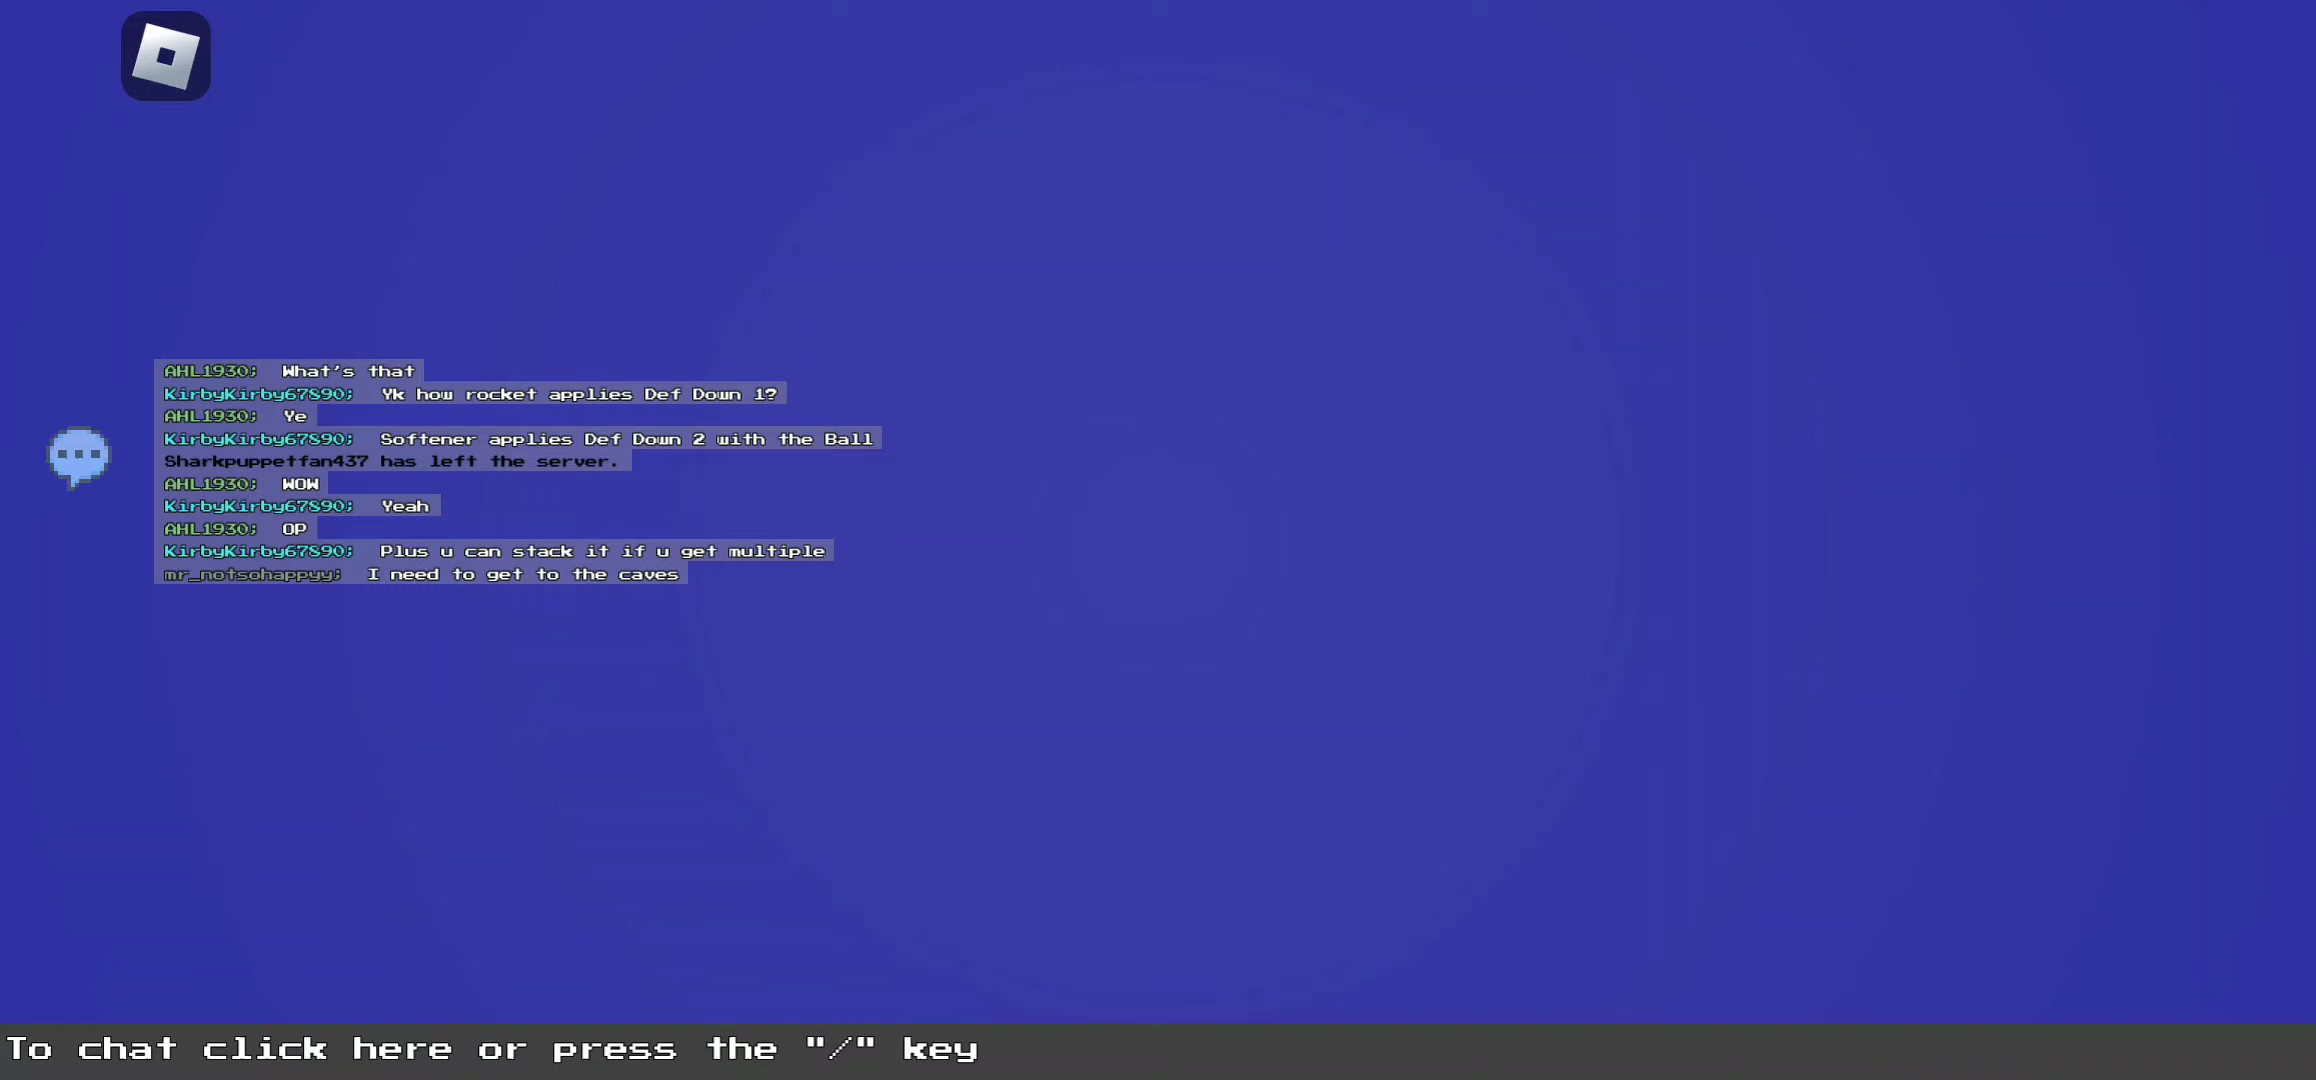 AHL1930;  What's that
KirbyKirby67890;  Yk how rocket applies Def Down 1?
AHL1930;  Ye
KirbyKirby67890;  Softener applies Def Down 2 with the Ball
Sharkpuppetfan437 has left the server.
AHL1930;  WOW
KirbyKirby67890;  Yeah
AHL1930;  OP
KirbyKirby67890;  Plus u can stack it if u get multiple
mr_notsohappyy;  I need to get to the caves
To chat click here or press the "/" key